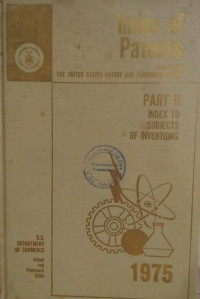 Index of
Patents
THE UNITED STATES PATENT AND TRADEMARK OFFICE
PART II
INDEX TO
SUBJECTS
OF INVENTIONS
U.S.
DEPARTMENT
OF COMMERCE
Patent
and
Trademark
Office
1975